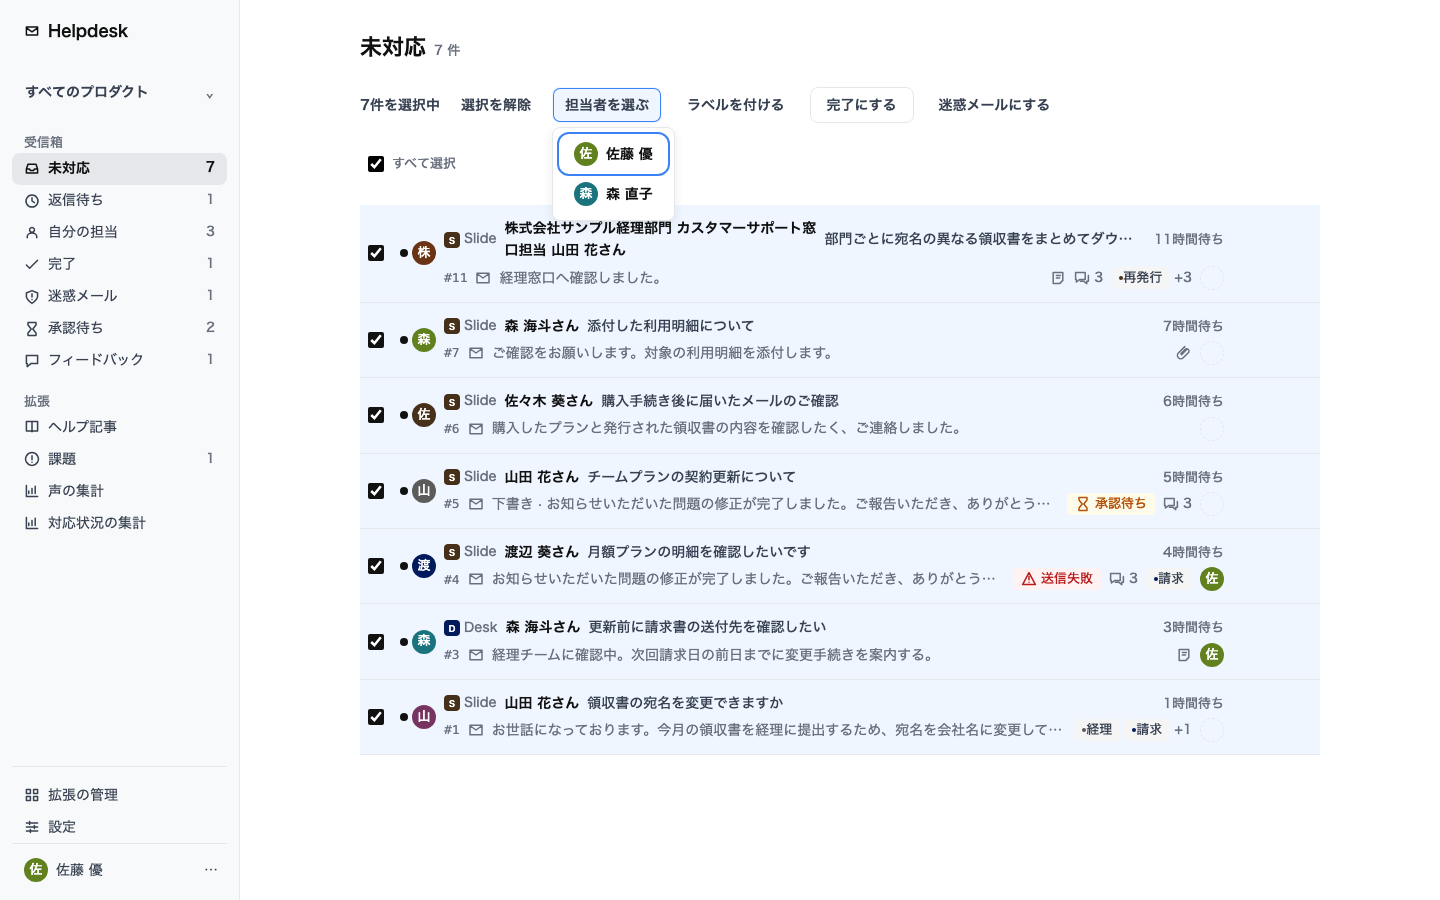 Helpdesk
すべてのプロダクト
受信箱
未対応 7
返信待ち 1
自分の担当 3
完了 1
迷惑メール 1
承認待ち 2
フィードバック 1
拡張
ヘルプ記事
課題 1
声の集計
対応状況の集計
拡張の管理
設定
佐 佐藤 優 …
未対応 7 件
7件を選択中 選択を解除 担当者を選ぶ ラベルを付ける 完了にする 迷惑メールにする
佐 佐藤 優
森 森 直子
すべて選択
株 S Slide 株式会社サンプル経理部門 カスタマーサポート窓口担当 山田 花さん 部門ごとに宛名の異なる領収書をまとめてダウ… 11時間待ち
#11 経理窓口へ確認しました。 3 •再発行 +3
森 S Slide 森 海斗さん 添付した利用明細について 7時間待ち
#7 ご確認をお願いします。対象の利用明細を添付します。
佐 S Slide 佐々木 葵さん 購入手続き後に届いたメールのご確認 6時間待ち
#6 購入したプランと発行された領収書の内容を確認したく、ご連絡しました。
山 S Slide 山田 花さん チームプランの契約更新について 5時間待ち
#5 下書き · お知らせいただいた問題の修正が完了しました。ご報告いただき、ありがとう… 承認待ち 3
渡 S Slide 渡辺 葵さん 月額プランの明細を確認したいです 4時間待ち
#4 お知らせいただいた問題の修正が完了しました。ご報告いただき、ありがとう… 送信失敗 3 •請求 佐
森 D Desk 森 海斗さん 更新前に請求書の送付先を確認したい 3時間待ち
#3 経理チームに確認中。次回請求日の前日までに変更手続きを案内する。 佐
山 S Slide 山田 花さん 領収書の宛名を変更できますか 1時間待ち
#1 お世話になっております。今月の領収書を経理に提出するため、宛名を会社名に変更して… •経理 •請求 +1